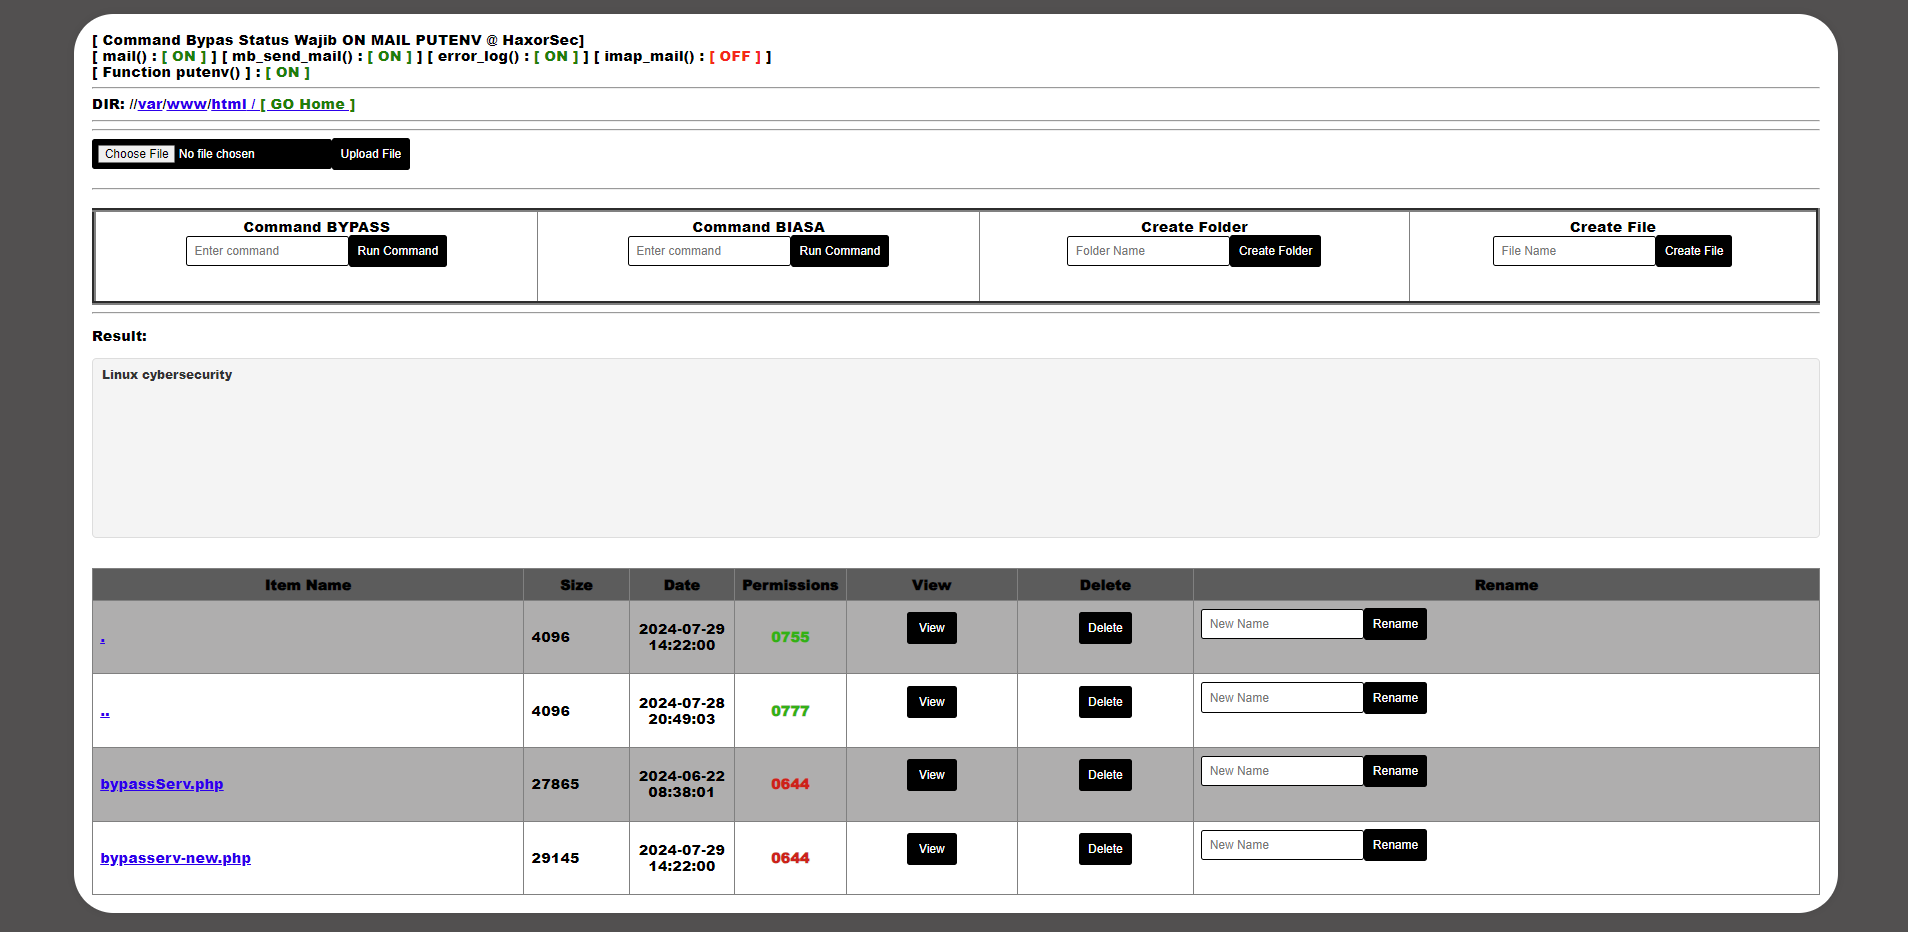 [ Command Bypas Status Wajib ON MAIL PUTENV @ HaxorSec]
[ mail() : [ ON ] ] [ mb_send_mail() : [ ON ] ] [ error_log() : [ ON ] ] [ imap_mail() : [ OFF ] ]
[ Function putenv() ] : [ ON ]
DIR: //var/www/html / [ GO Home ]
Choose File No file chosen Upload File
Command BYPASS Command BIASA Create Folder Create File
Enter command Run Command Enter command Run Command Folder Name Create Folder File Name Create File
Result:
Linux cybersecurity
Item Name Size Date Permissions View Delete Rename
. 4096 2024-07-29 14:22:00 0755 View Delete New Name Rename
.. 4096 2024-07-28 20:49:03 0777 View Delete New Name Rename
bypassServ.php 27865 2024-06-22 08:38:01 0644 View Delete New Name Rename
bypasserv-new.php 29145 2024-07-29 14:22:00 0644 View Delete New Name Rename